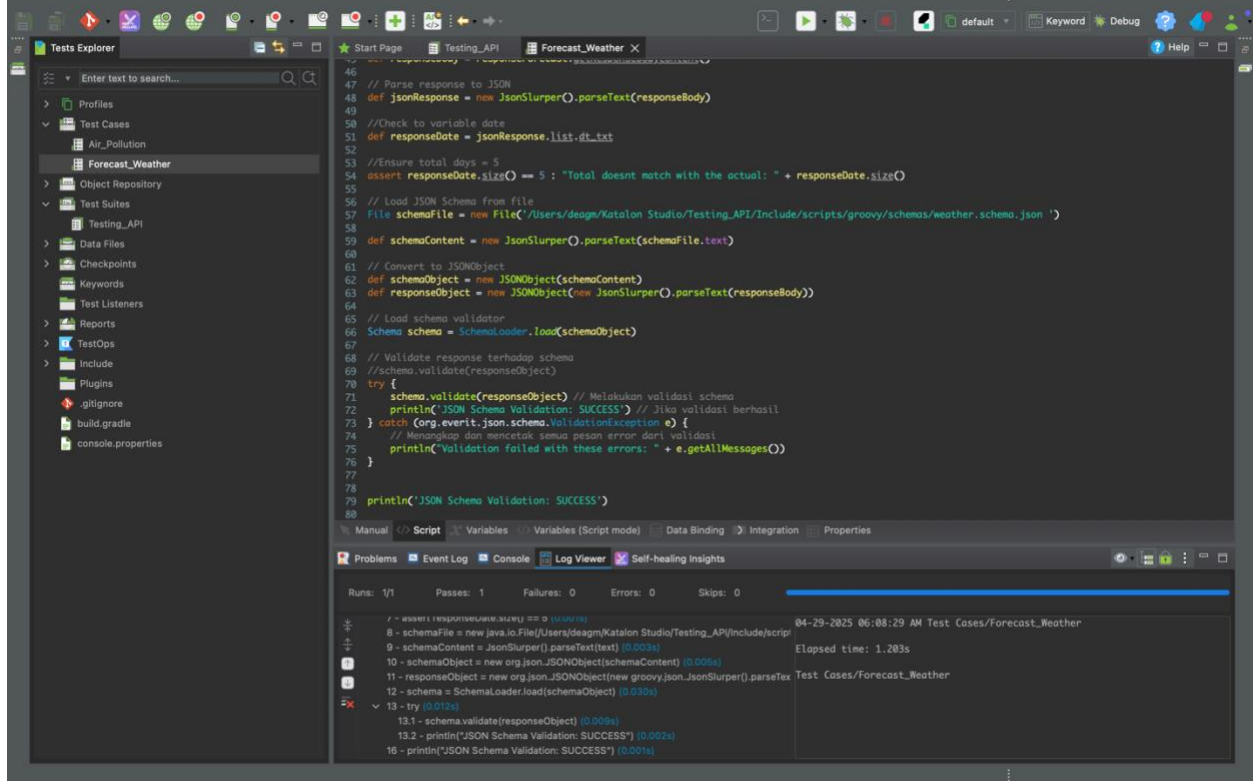 default
Keyword
Debug
Tests Explorer
Start Page
Testing_API
Forecast_Weather
Help
Enter text to search...
Profiles
Test Cases
Air_Pollution
Forecast_Weather
Object Repository
Test Suites
Testing_API
Data Files
Checkpoints
Keywords
Test Listeners
Reports
TestOps
Include
Plugins
.gitignore
build.gradle
console.properties
45 def responseBody = responseForecast.getResponseBodyContent()
46
47 // Parse response to JSON
48 def jsonResponse = new JsonSlurper().parseText(responseBody)
49
50 //Check to variable date
51 def responseDate = jsonResponse.list.dt_txt
52
53 //Ensure total days = 5
54 assert responseDate.size() == 5 : "Total doesnt match with the actual: " + responseDate.size()
55
56 // Load JSON Schema from file
57 File schemaFile = new File('/Users/deagm/Katalon Studio/Testing_API/Include/scripts/groovy/schemas/weather.schema.json ')
58
59 def schemaContent = new JsonSlurper().parseText(schemaFile.text)
60
61 // Convert to JSONObject
62 def schemaObject = new JSONObject(schemaContent)
63 def responseObject = new JSONObject(new JsonSlurper().parseText(responseBody))
64
65 // Load schema validator
66 Schema schema = SchemaLoader.load(schemaObject)
67
68 // Validate response terhadap schema
69 //schema.validate(responseObject)
70 try {
71 schema.validate(responseObject) // Melakukan validasi schema
72 println('JSON Schema Validation: SUCCESS') // Jika validasi berhasil
73 } catch (org.everit.json.schema.ValidationException e) {
74 // Menangkap dan mencetak semua pesan error dari validasi
75 println("Validation failed with these errors: " + e.getAllMessages())
76 }
77
78
79 println('JSON Schema Validation: SUCCESS')
80
Manual
Script
Variables
Variables (Script mode)
Data Binding
Integration
Properties
Problems
Event Log
Console
Log Viewer
Self-healing Insights
Runs: 1/1 Passes: 1 Failures: 0 Errors: 0 Skips: 0
7 - assert responseDate.size() == 5 (0.001s)
8 - schemaFile = new java.io.File(/Users/deagm/Katalon Studio/Testing_API/Include/script
9 - schemaContent = JsonSlurper().parseText(text) (0.003s)
10 - schemaObject = new org.json.JSONObject(schemaContent) (0.005s)
11 - responseObject = new org.json.JSONObject(new groovy.json.JsonSlurper().parseTex
12 - schema = SchemaLoader.load(schemaObject) (0.030s)
13 - try (0.012s)
13.1 - schema.validate(responseObject) (0.009s)
13.2 - println("JSON Schema Validation: SUCCESS") (0.002s)
16 - println("JSON Schema Validation: SUCCESS") (0.001s)
04-29-2025 06:08:29 AM Test Cases/Forecast_Weather
Elapsed time: 1.203s
Test Cases/Forecast_Weather